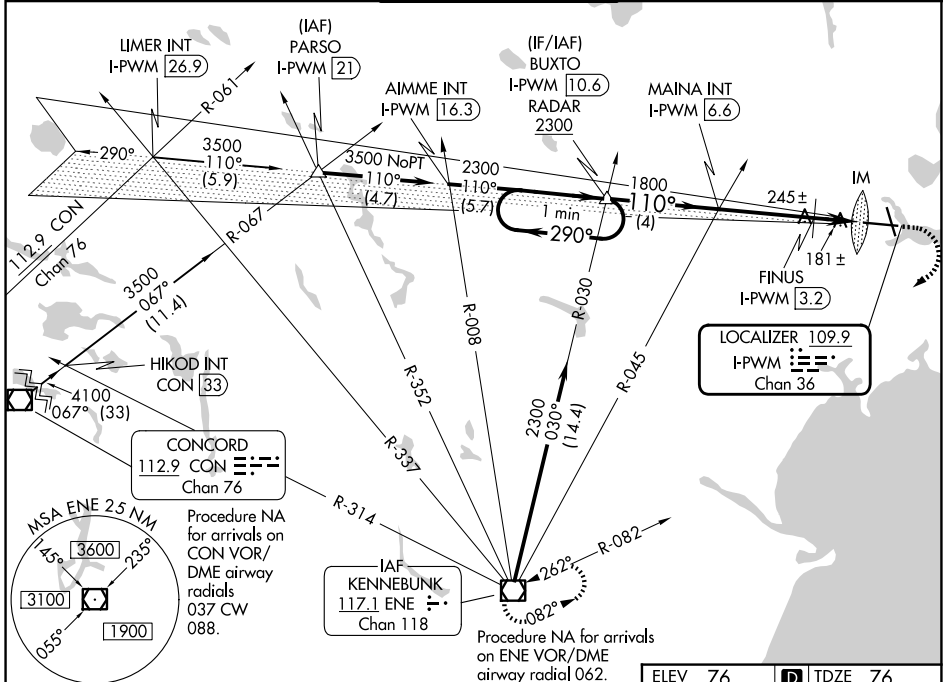 LIMER INT
I-PWM 26.9
(IAF)
PARSO
I-PWM 21
AIMME INT
I-PWM 16.3
(IF/IAF)
BUXTO
I-PWM 10.6
RADAR
2300
MAINA INT
I-PWM 6.6
R-061
290°
3500
110°
(5.9)
3500 NoPT
110°
(4.7)
2300
110°
(5.7)
1800
110°
(4)
1 min
290°
245±
IM
181±
FINUS
I-PWM 3.2
LOCALIZER 109.9
I-PWM
Chan 36
112.9 CON
Chan 76
R-067
3500
067°
(11.4)
HIKOD INT
CON 33
4100
067° (33)
CONCORD
112.9 CON
Chan 76
R-337
R-352
R-008
R-030
R-045
2300
030°
(14.4)
R-314
R-082
262°
082°
IAF
KENNEBUNK
117.1 ENE
Chan 118
MSA ENE 25 NM
145°
3600
235°
3100
1900
055°
Procedure NA
for arrivals on
CON VOR/
DME airway
radials
037 CW
088.
Procedure NA for arrivals
on ENE VOR/DME
airway radial 062.
ELEV 76
D TDZE 76